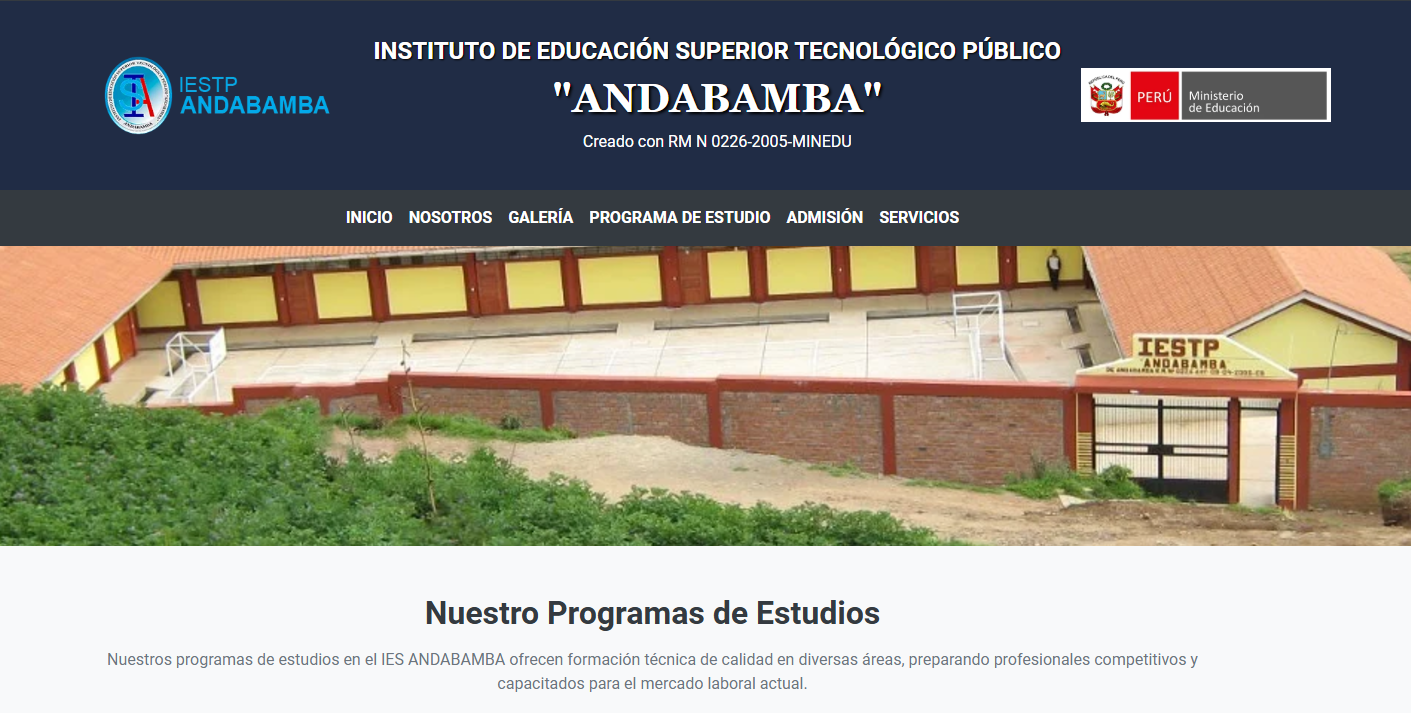 INSTITUTO DE EDUCACIÓN SUPERIOR TECNOLÓGICO PÚBLICO
IESTP
ANDABAMBA
"ANDABAMBA"
Creado con RM N 0226-2005-MINEDU
REPÚBLICA DEL PERÚ
PERÚ
Ministerio
de Educación
INICIO NOSOTROS GALERÍA PROGRAMA DE ESTUDIO ADMISIÓN SERVICIOS
IESTP
ANDABAMBA
Nuestro Programas de Estudios
Nuestros programas de estudios en el IES ANDABAMBA ofrecen formación técnica de calidad en diversas áreas, preparando profesionales competitivos y
capacitados para el mercado laboral actual.